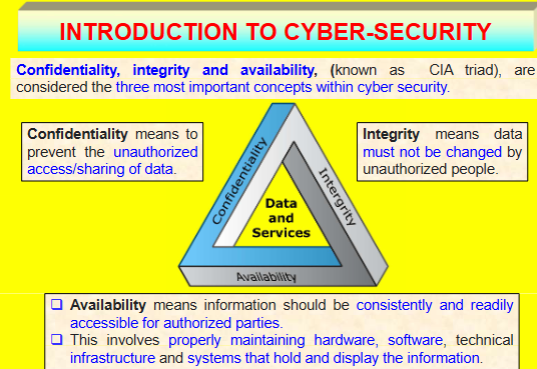 INTRODUCTION TO CYBER-SECURITY
Confidentiality, integrity and availability, (known as CIA triad), are
considered the three most important concepts within cyber security.
Confidentiality means to
prevent the unauthorized
access/sharing of data.
Integrity means data
must not be changed by
unauthorized people.
Confidentiality
Intergrity
Data
and
Services
Availability
❑ Availability means information should be consistently and readily
accessible for authorized parties.
❑ This involves properly maintaining hardware, software, technical
infrastructure and systems that hold and display the information.